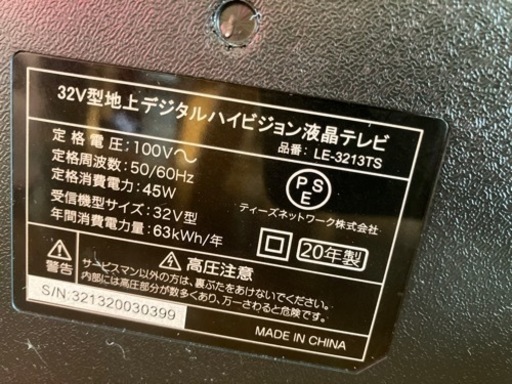 32V型地上デジタルハイビジョン液晶テレビ
品番: LE-3213TS
定格電圧:100V〜
定格周波数:50/60Hz
定格消費電力:45W
受信機型サイズ:32V型
年間消費電力量:63kWh/年
PSE
ティーズネットワーク株式会社
20年製
警告
高圧注意
サービスマン以外の方は、裏ぶたをあけないでください。
内部には高圧部分が数多くあり、万一さわると危険です。
S/N:321320030399
MADE IN CHINA